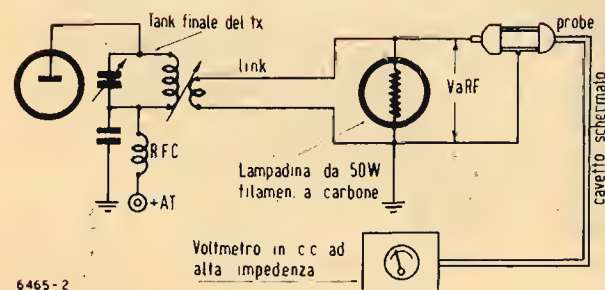 Tank finale del tx
probe
link
VaRF
RFC
+AT
Lampadina da 50W
filamen. a carbone
cavetto schermato
Voltmetro in cc ad
alta impedenza
6465-2